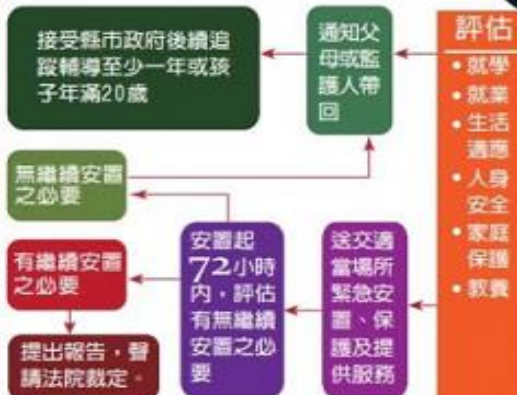 接受縣市政府後續追
蹤輔導至少一年或孩
子年滿20歲
通知父
母或監
護人帶
回
評估
• 就學
• 就業
• 生活
適應
• 人身
安全
• 家庭
保護
• 教養
無繼續安置
之必要
有繼續安置
之必要
提出報告，聲
請法院裁定。
安置起
72小時
內，評估
有無繼續
安置之必
要
送交適
當場所
緊急安
置、保
護及提
供服務